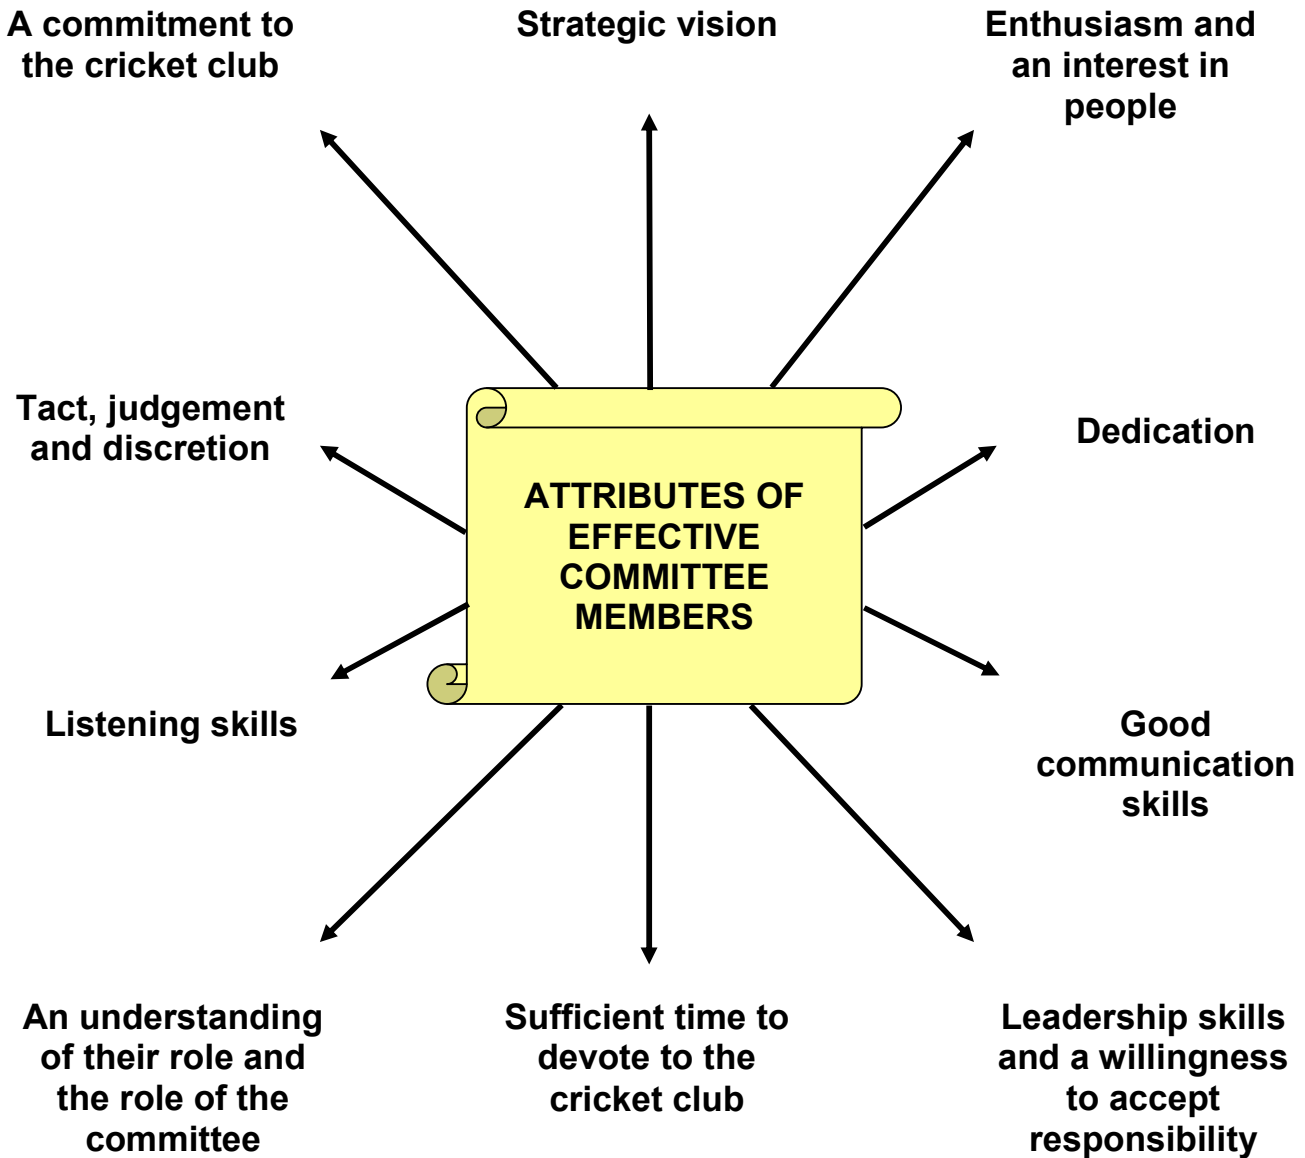 A commitment to
the cricket club
Strategic vision
Enthusiasm and
an interest in
people
Tact, judgement
and discretion
Dedication
ATTRIBUTES OF
EFFECTIVE
COMMITTEE
MEMBERS
Listening skills
Good
communication
skills
An understanding
of their role and
the role of the
committee
Sufficient time to
devote to the
cricket club
Leadership skills
and a willingness
to accept
responsibility